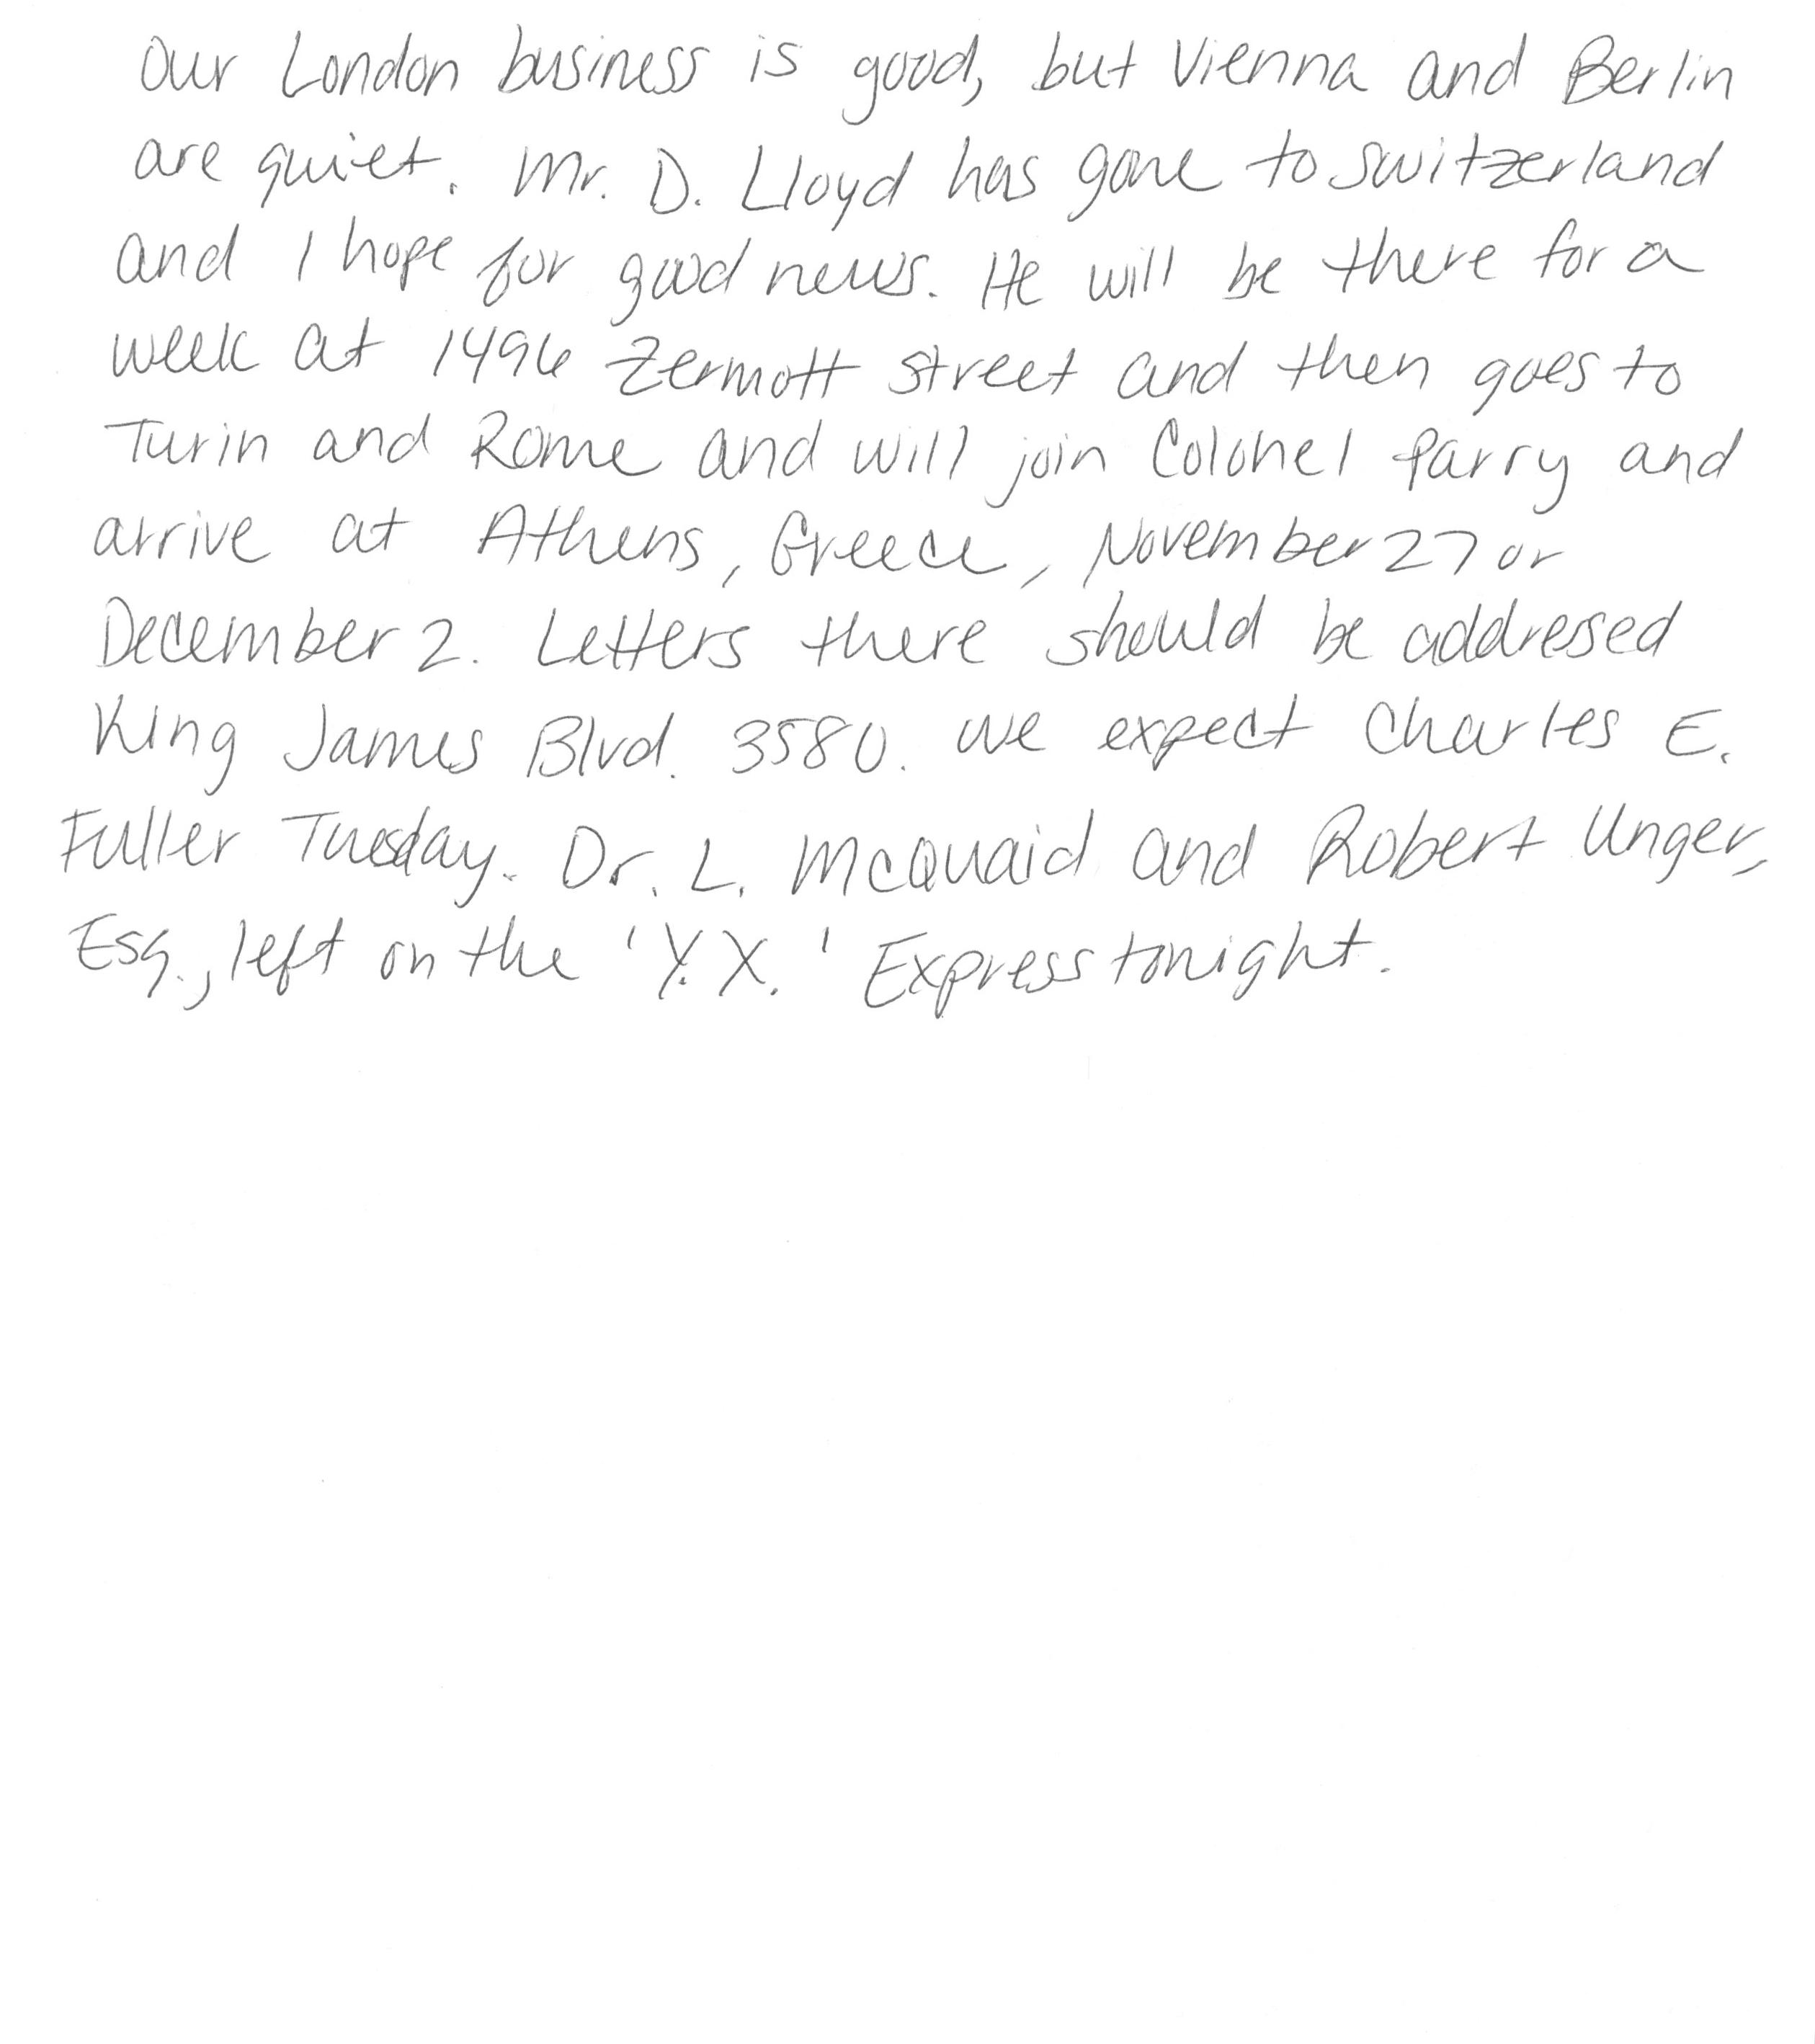 Our London business is good, but Vienna and Berlin
are quiet. Mr. D. Lloyd has gone to Switzerland
and I hope for good news. He will be there for a
week at 1496 Zermott street and then goes to
Turin and Rome and will join Colonel Parry and
arrive at Athens, Greece, November 27 or
December 2. Letters there should be addressed
King James Blvd. 3580. We expect Charles E.
Fuller Tuesday. Dr. L. McQuaid and Robert Unger,
Esq., left on the 'Y.X.' Express tonight.